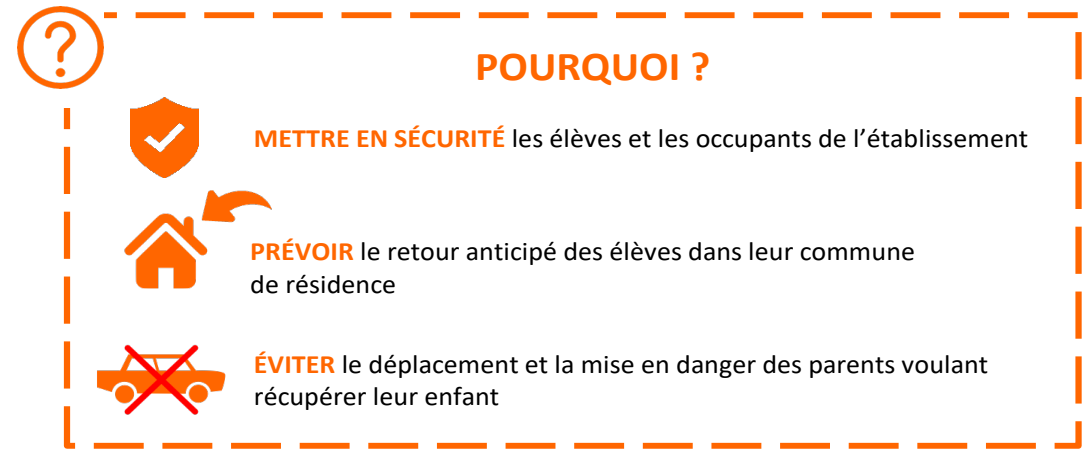 ?
POURQUOI ?
METTRE EN SÉCURITÉ les élèves et les occupants de l’établissement
PRÉVOIR le retour anticipé des élèves dans leur commune
de résidence
ÉVITER le déplacement et la mise en danger des parents voulant
récupérer leur enfant